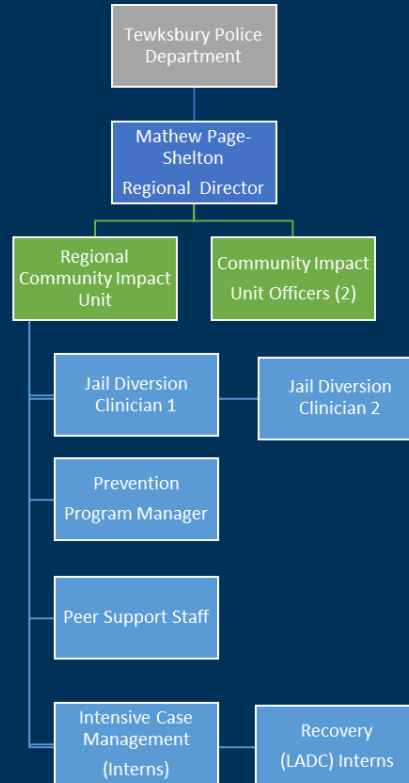 Tewksbury Police
Department
Mathew Page-
Shelton
Regional Director
Regional
Community Impact
Unit
Community Impact
Unit Officers (2)
Jail Diversion
Clinician 1
Jail Diversion
Clinician 2
Prevention
Program Manager
Peer Support Staff
Intensive Case
Management
(Interns)
Recovery
(LADC) Interns